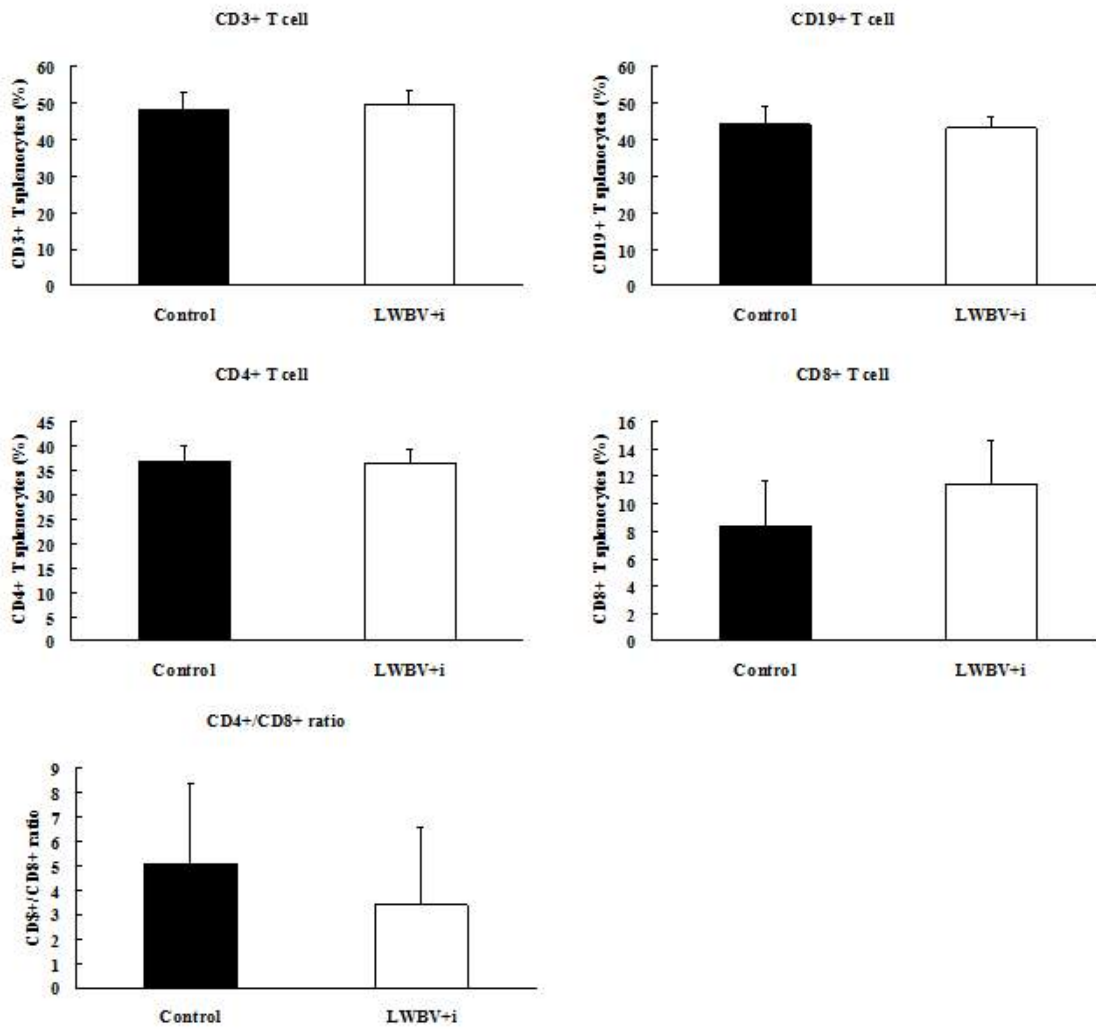 CD3+ T cell
CD3+ T splenocytes (%)
60
50
40
30
20
10
0
Control LWBV+i
CD19+ T cell
CD19+ T splenocytes (%)
60
50
40
30
20
10
0
Control LWBV+i
CD4+ T cell
CD4+ T splenocytes (%)
45
40
35
30
25
20
15
10
5
0
Control LWBV+i
CD8+ T cell
CD8+ T splenocytes (%)
16
14
12
10
8
6
4
2
0
Control LWBV+i
CD4+/CD8+ ratio
CD8+/CD8+ ratio
9
8
7
6
5
4
3
2
1
0
Control LWBV+i